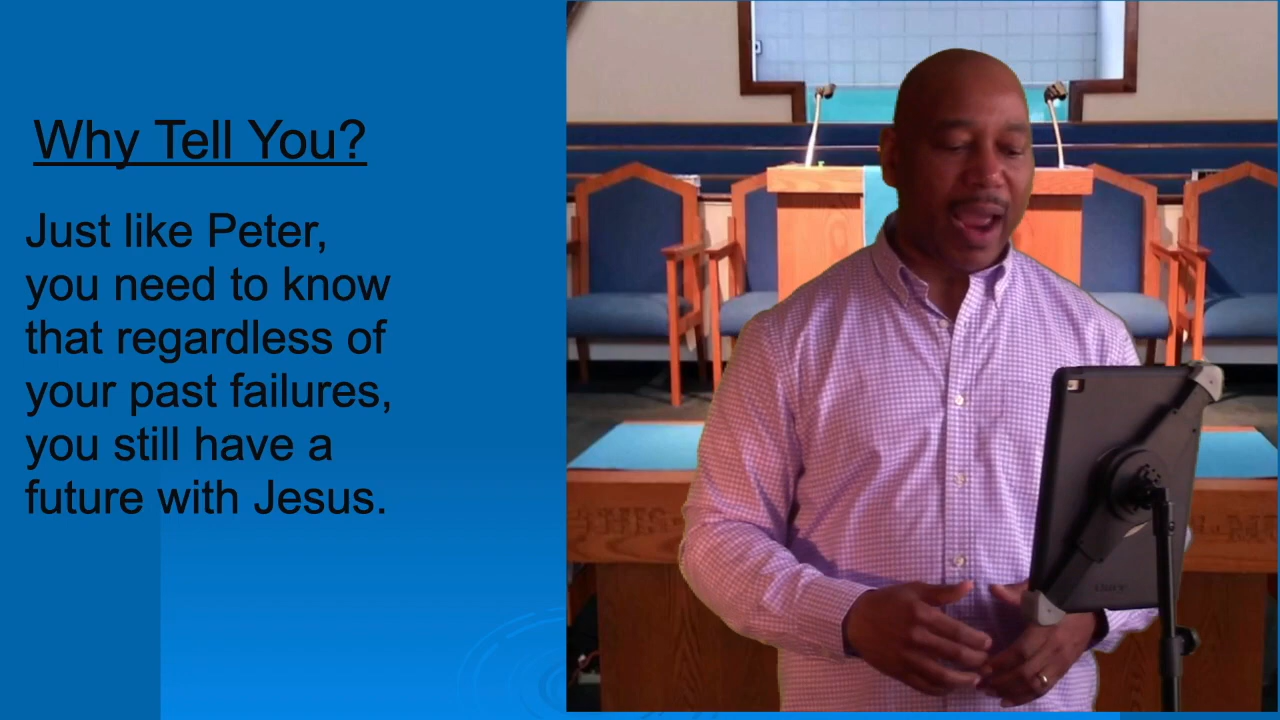 Why Tell You?
Just like Peter,
you need to know
that regardless of
your past failures,
you still have a
future with Jesus.
THIS